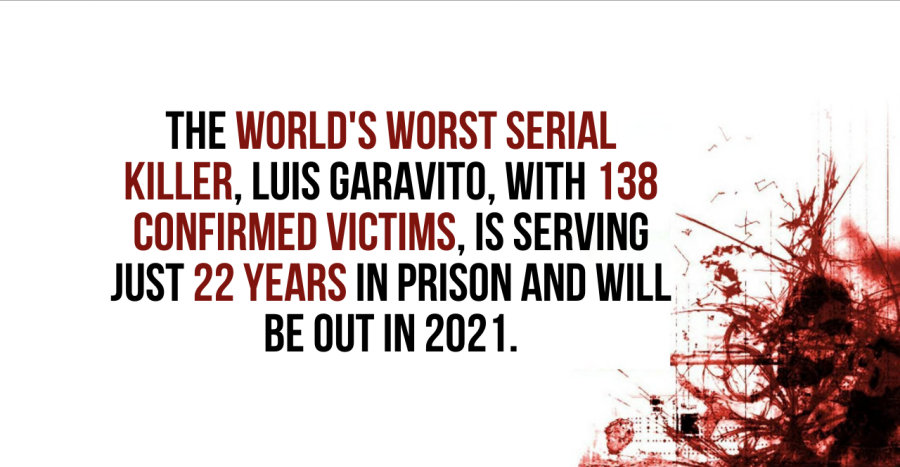 THE WORLD'S WORST SERIAL
KILLER, LUIS GARAVITO, WITH 138
CONFIRMED VICTIMS, IS SERVING
JUST 22 YEARS IN PRISON AND WILL
BE OUT IN 2021.